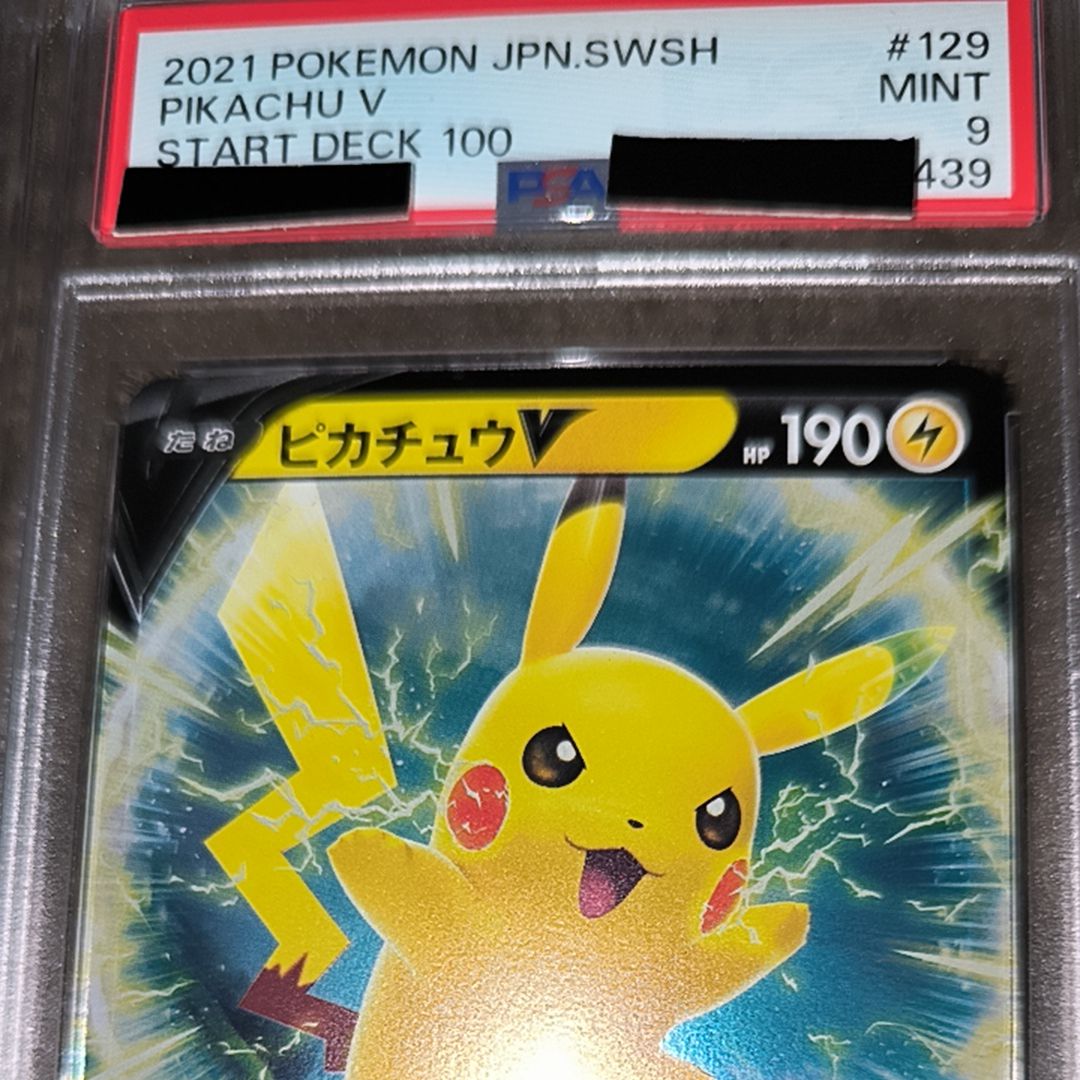 2021 POKEMON JPN.SWSH #129
PIKACHU V MINT
START DECK 100 9
PSA 439
たね ピカチュウV HP 190